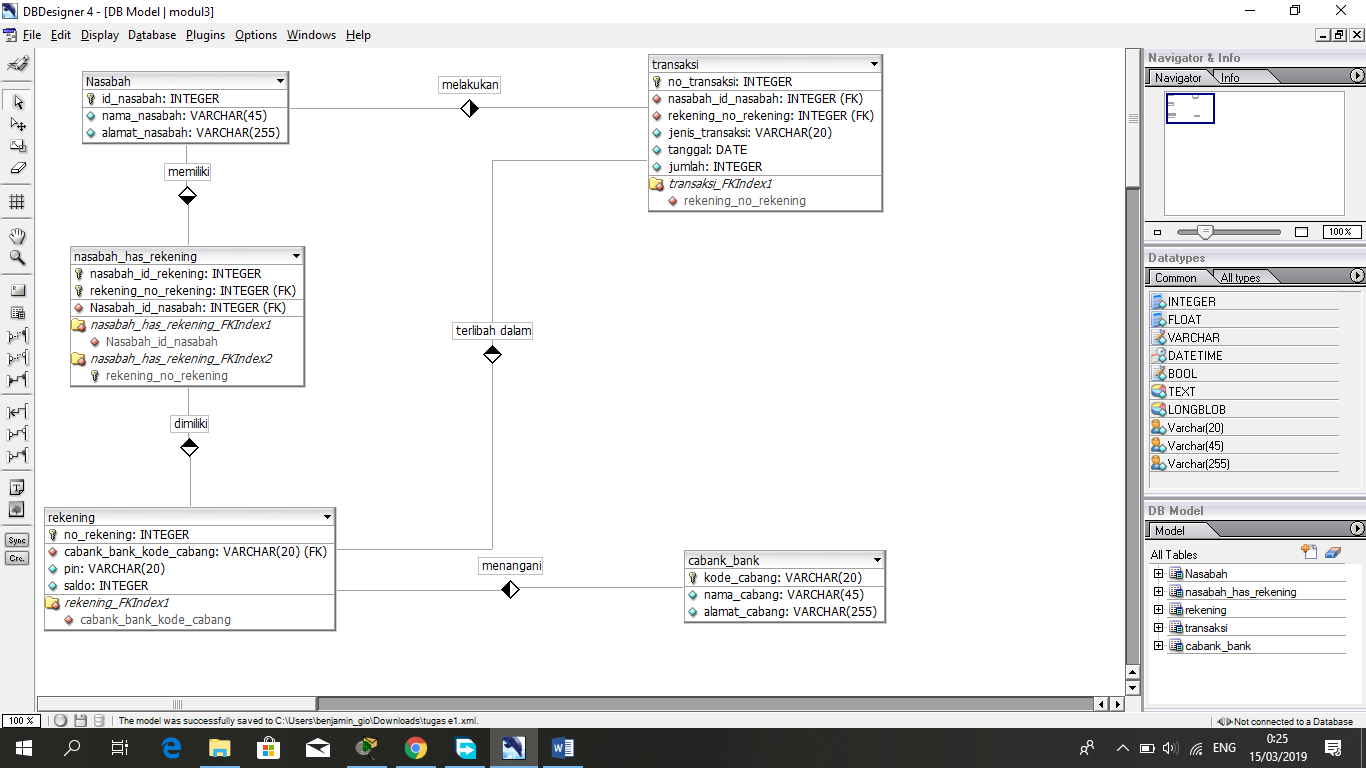 DBDesigner 4 - [DB Model | modul3]
File Edit Display Database Plugins Options Windows Help
Nasabah
id_nasabah: INTEGER
nama_nasabah: VARCHAR(45)
alamat_nasabah: VARCHAR(255)
melakukan
transaksi
no_transaksi: INTEGER
nasabah_id_nasabah: INTEGER (FK)
rekening_no_rekening: INTEGER (FK)
jenis_transaksi: VARCHAR(20)
tanggal: DATE
jumlah: INTEGER
transaksi_FKIndex1
rekening_no_rekening
memiliki
nasabah_has_rekening
nasabah_id_rekening: INTEGER
rekening_no_rekening: INTEGER (FK)
Nasabah_id_nasabah: INTEGER (FK)
nasabah_has_rekening_FKIndex1
Nasabah_id_nasabah
nasabah_has_rekening_FKIndex2
rekening_no_rekening
terlibah dalam
dimiliki
rekening
no_rekening: INTEGER
cabank_bank_kode_cabang: VARCHAR(20) (FK)
pin: VARCHAR(20)
saldo: INTEGER
rekening_FKIndex1
cabank_bank_kode_cabang
menangani
cabank_bank
kode_cabang: VARCHAR(20)
nama_cabang: VARCHAR(45)
alamat_cabang: VARCHAR(255)
Navigator & Info
Navigator Info
100%
Datatypes
Common All types
INTEGER
FLOAT
VARCHAR
DATETIME
BOOL
TEXT
LONGBLOB
Varchar(20)
Varchar(45)
Varchar(255)
DB Model
Model
All Tables
Nasabah
nasabah_has_rekening
rekening
transaksi
cabank_bank
Sync
Cre.
100 %
The model was successfully saved to C:\Users\benjamin_gio\Downloads\tugas e1.xml.
Not connected to a Database
ENG
0:25
15/03/2019